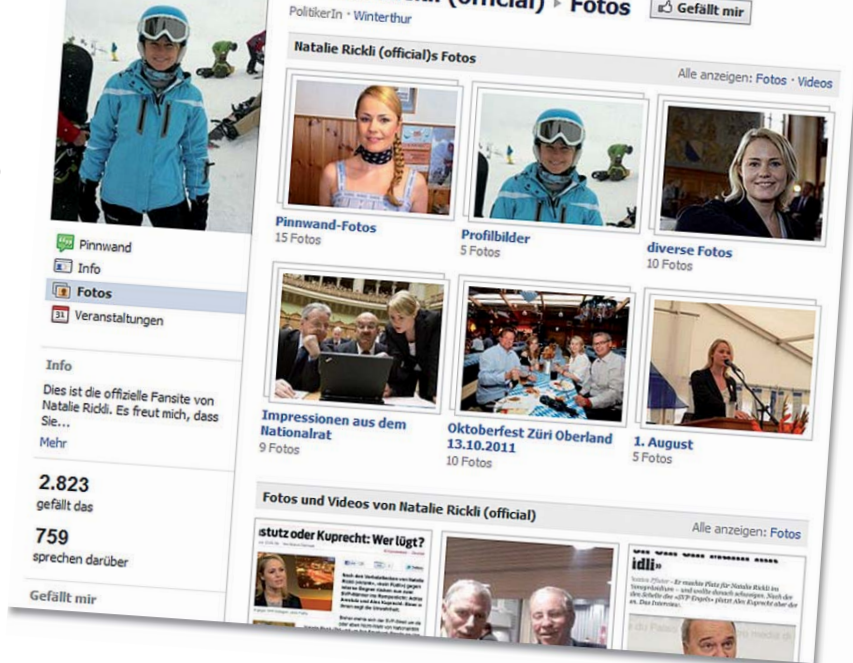 (official) ▸ Fotos
Gefällt mir
PolitikerIn · Winterthur
Natalie Rickli (official)s Fotos
Alle anzeigen: Fotos · Videos
Pinnwand-Fotos
15 Fotos
Profilbilder
5 Fotos
diverse Fotos
10 Fotos
Pinnwand
Info
Fotos
31 Veranstaltungen
Impressionen aus dem
Nationalrat
9 Fotos
Oktoberfest Züri Oberland
13.10.2011
10 Fotos
1. August
5 Fotos
Info
Dies ist die offizielle Fansite von
Natalie Rickli. Es freut mich, dass
Sie...
Mehr
2.823
gefällt das
759
sprechen darüber
Gefällt mir
Fotos und Videos von Natalie Rickli (official)
Alle anzeigen: Fotos
stutz oder Kuprecht: Wer lügt?
idli»